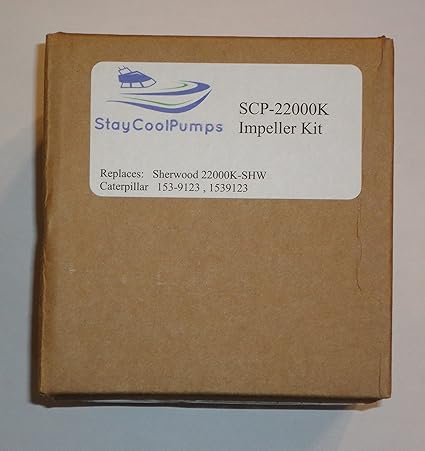 StayCoolPumps
SCP-22000K
Impeller Kit
Replaces: Sherwood 22000K-SHW
Caterpillar 153-9123 , 1539123